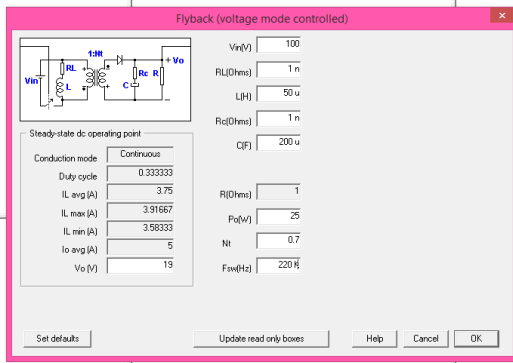 Flyback (voltage mode controlled)
1:Nt
+ Vo
RL
Rc
R
Vin
L
C
Vin(V) 100
RL(Ohms) 1 n
L(H) 50 u
Rc(Ohms) 1 n
C(F) 200 u
Steady-state dc operating point
Conduction mode Continuous
Duty cycle 0.333333
IL avg (A) 3.75
IL max (A) 3.91667
IL min (A) 3.58333
Io avg (A) 5
Vo (V) 19
R(Ohms) 1
Po(W) 25
Nt 0.7
Fsw(Hz) 220 K
Set defaults
Update read only boxes
Help
Cancel
OK